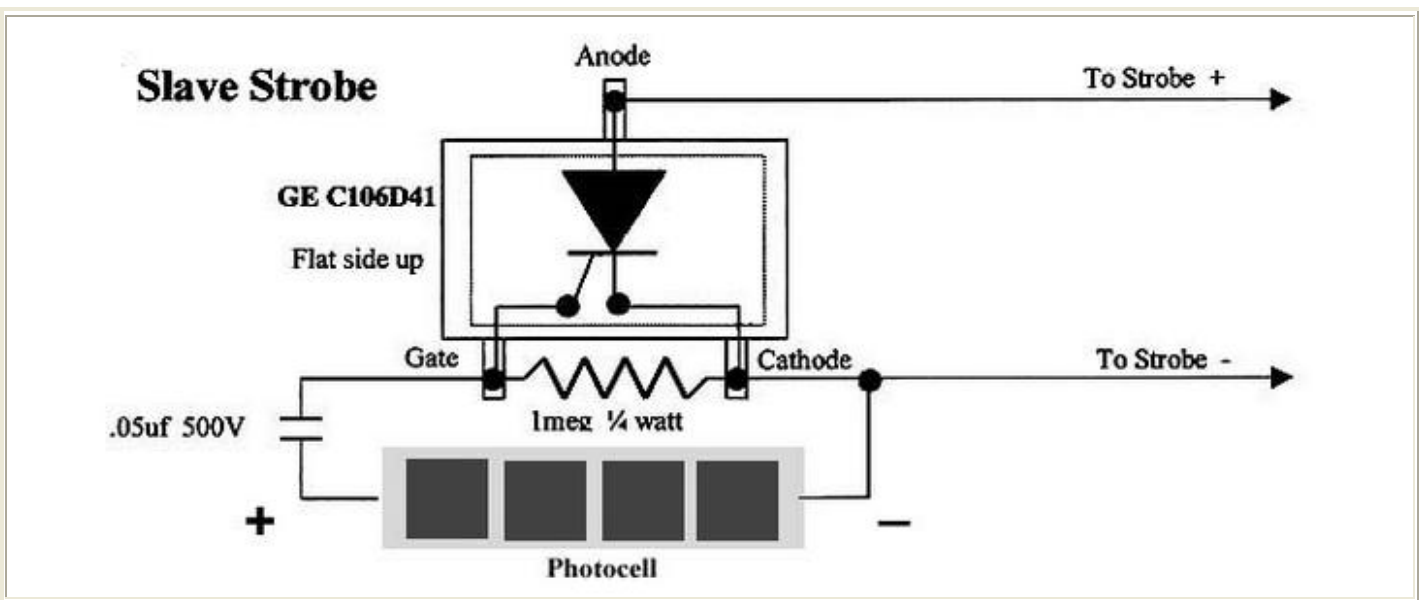 Anode
Slave Strobe
To Strobe +
GE C106D41
Flat side up
Gate
Cathode
To Strobe -
.05uf 500V
1meg ¼ watt
+
–
Photocell